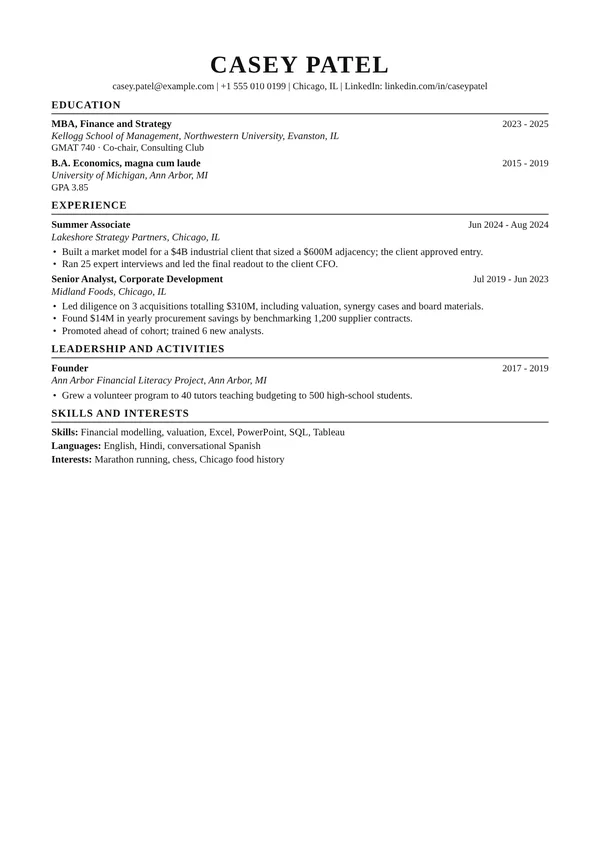 CASEY PATEL
casey.patel@example.com | +1 555 010 0199 | Chicago, IL | LinkedIn: linkedin.com/in/caseypatel
EDUCATION
MBA, Finance and Strategy 2023 - 2025
Kellogg School of Management, Northwestern University, Evanston, IL
GMAT 740 · Co-chair, Consulting Club
B.A. Economics, magna cum laude 2015 - 2019
University of Michigan, Ann Arbor, MI
GPA 3.85
EXPERIENCE
Summer Associate Jun 2024 - Aug 2024
Lakeshore Strategy Partners, Chicago, IL
• Built a market model for a $4B industrial client that sized a $600M adjacency; the client approved entry.
• Ran 25 expert interviews and led the final readout to the client CFO.
Senior Analyst, Corporate Development Jul 2019 - Jun 2023
Midland Foods, Chicago, IL
• Led diligence on 3 acquisitions totalling $310M, including valuation, synergy cases and board materials.
• Found $14M in yearly procurement savings by benchmarking 1,200 supplier contracts.
• Promoted ahead of cohort; trained 6 new analysts.
LEADERSHIP AND ACTIVITIES
Founder 2017 - 2019
Ann Arbor Financial Literacy Project, Ann Arbor, MI
• Grew a volunteer program to 40 tutors teaching budgeting to 500 high-school students.
SKILLS AND INTERESTS
Skills: Financial modelling, valuation, Excel, PowerPoint, SQL, Tableau
Languages: English, Hindi, conversational Spanish
Interests: Marathon running, chess, Chicago food history